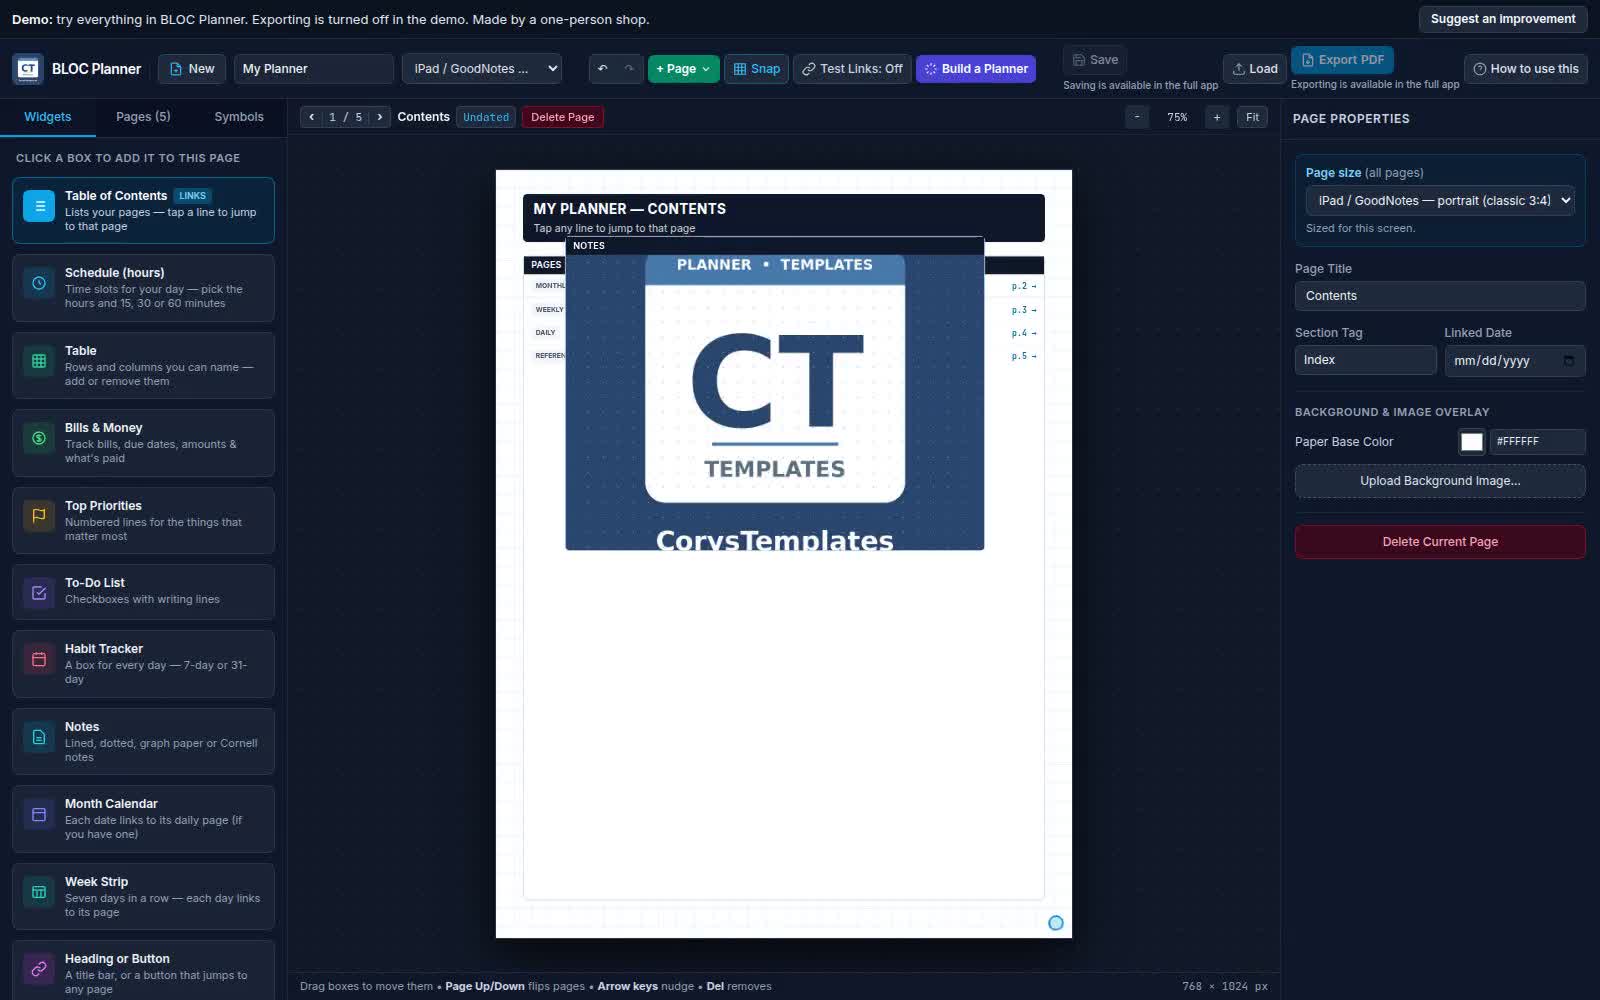 Demo: try everything in BLOC Planner. Exporting is turned off in the demo. Made by a one-person shop.
Suggest an improvement
CT
TEMPLATES
BLOC Planner
New
My Planner
iPad / GoodNotes ...
+ Page
Snap
Test Links: Off
Build a Planner
Save
Saving is available in the full app
Load
Export PDF
Exporting is available in the full app
How to use this
Widgets
Pages (5)
Symbols
1 / 5
Contents
Undated
Delete Page
-
75%
+
Fit
PAGE PROPERTIES
CLICK A BOX TO ADD IT TO THIS PAGE
Table of Contents
LINKS
Lists your pages — tap a line to jump
to that page
Schedule (hours)
Time slots for your day — pick the
hours and 15, 30 or 60 minutes
Table
Rows and columns you can name —
add or remove them
Bills & Money
Track bills, due dates, amounts &
what's paid
Top Priorities
Numbered lines for the things that
matter most
To-Do List
Checkboxes with writing lines
Habit Tracker
A box for every day — 7-day or 31-
day
Notes
Lined, dotted, graph paper or Cornell
notes
Month Calendar
Each date links to its daily page (if
you have one)
Week Strip
Seven days in a row — each day links
to its page
Heading or Button
A title bar, or a button that jumps to
any page
MY PLANNER — CONTENTS
Tap any line to jump to that page
NOTES
PAGES
MONTHL
p.2 →
WEEKLY
p.3 →
DAILY
p.4 →
REFEREN
p.5 →
PLANNER • TEMPLATES
CT
TEMPLATES
CorysTemplates
Page size (all pages)
iPad / GoodNotes — portrait (classic 3:4)
Sized for this screen.
Page Title
Contents
Section Tag
Linked Date
Index
mm/dd/yyyy
BACKGROUND & IMAGE OVERLAY
Paper Base Color
#FFFFFF
Upload Background Image...
Delete Current Page
Drag boxes to move them • Page Up/Down flips pages • Arrow keys nudge • Del removes
768 × 1024 px